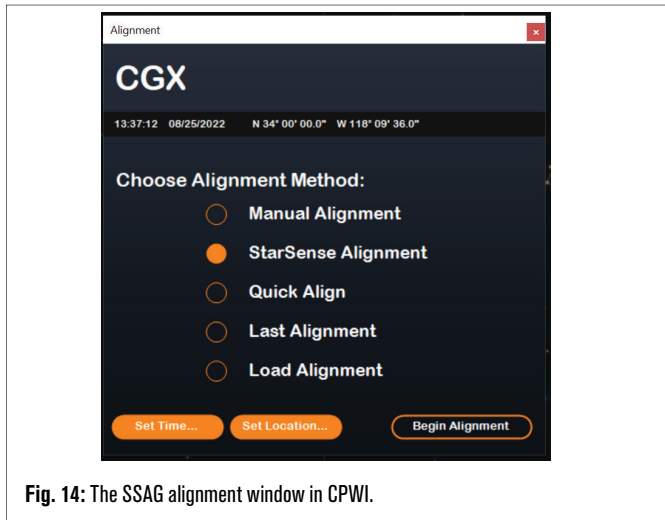 Alignment
CGX
13:37:12 08/25/2022 N 34° 00' 00.0" W 118° 09' 36.0"
Choose Alignment Method:
Manual Alignment
StarSense Alignment
Quick Align
Last Alignment
Load Alignment
Set Time... Set Location... Begin Alignment
Fig. 14: The SSAG alignment window in CPWI.